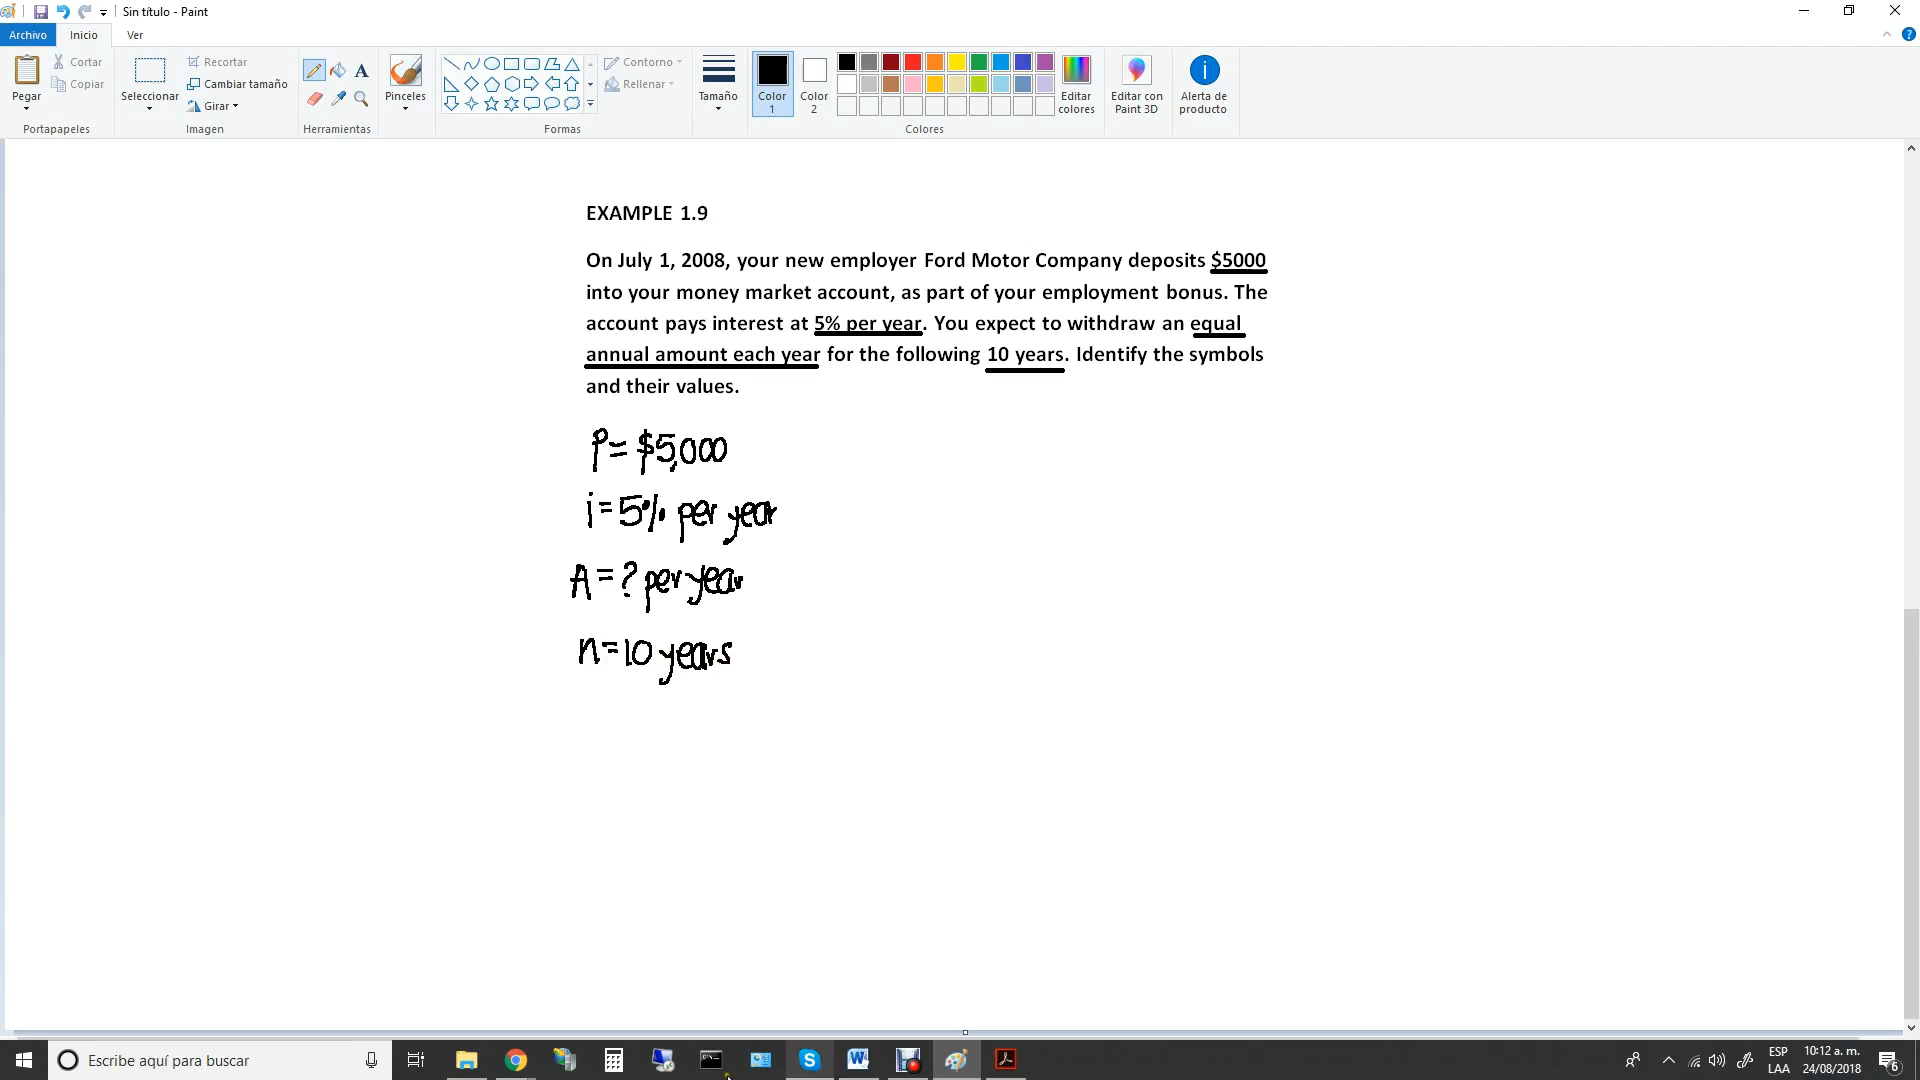 Sin título - Paint
Archivo Inicio Ver
Pegar
Cortar
Copiar
Portapapeles
Seleccionar
Recortar
Cambiar tamaño
Girar
Imagen
A
Herramientas
Pinceles
Contorno
Rellenar
Formas
Tamaño
Color 1
Color 2
Editar colores
Colores
Editar con Paint 3D
Alerta de producto
EXAMPLE 1.9
On July 1, 2008, your new employer Ford Motor Company deposits $5000
into your money market account, as part of your employment bonus. The
account pays interest at 5% per year. You expect to withdraw an equal
annual amount each year for the following 10 years. Identify the symbols
and their values.
P = $5,000
i = 5% per year
A = ? per year
n = 10 years
Escribe aquí para buscar
ESP
LAA
10:12 a. m.
24/08/2018
6